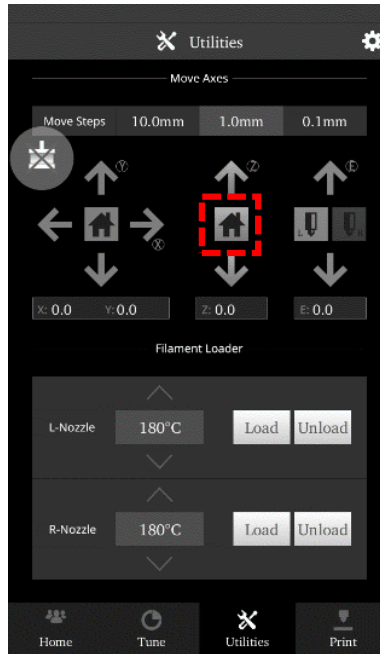 Utilities
Move Axes
Move Steps 10.0mm 1.0mm 0.1mm
Y Z E
X
L R
X: 0.0 Y: 0.0 Z: 0.0 E: 0.0
Filament Loader
L-Nozzle 180°C Load Unload
R-Nozzle 180°C Load Unload
Home Tune Utilities Print